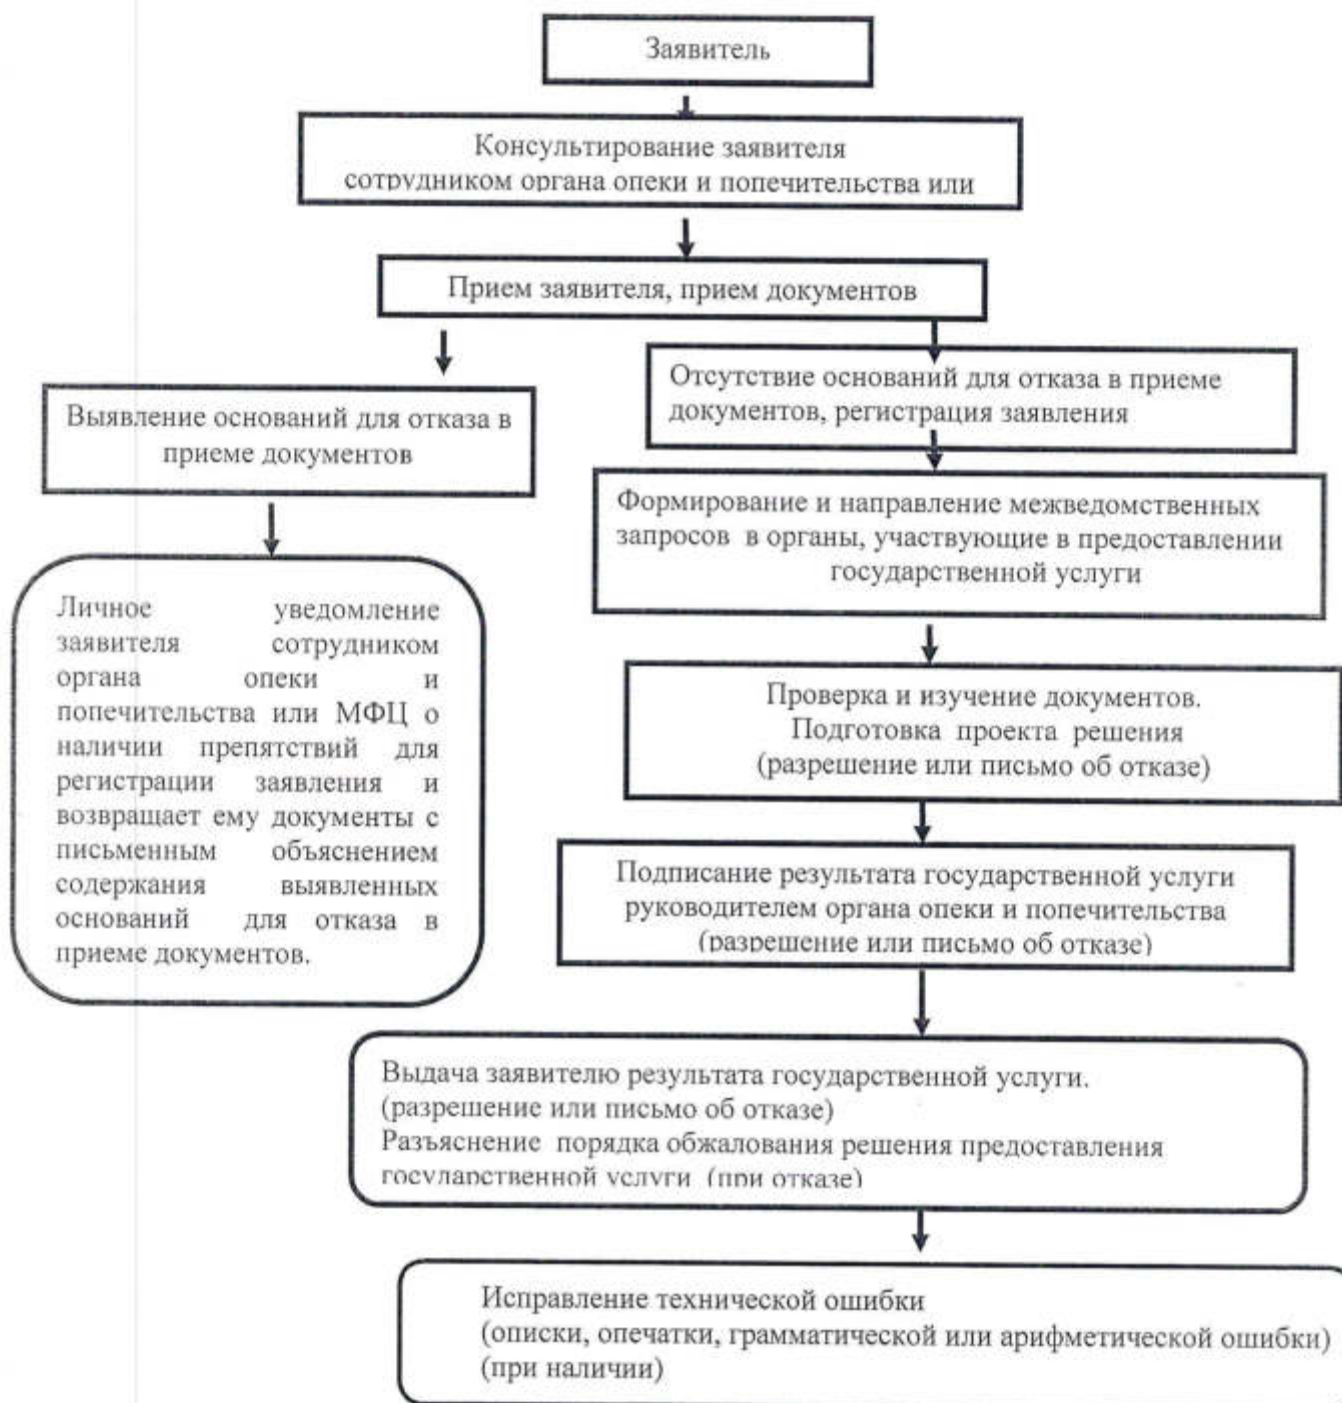 Заявитель
Консультирование заявителя
сотрудником органа опеки и попечительства или
Прием заявителя, прием документов
Выявление оснований для отказа в
приеме документов
Личное уведомление
заявителя сотрудником
органа опеки и
попечительства или МФЦ о
наличии препятствий для
регистрации заявления и
возвращает ему документы с
письменным объяснением
содержания выявленных
оснований для отказа в
приеме документов.
Отсутствие оснований для отказа в приеме
документов, регистрация заявления
Формирование и направление межведомственных
запросов в органы, участвующие в предоставлении
государственной услуги
Проверка и изучение документов.
Подготовка проекта решения
(разрешение или письмо об отказе)
Подписание результата государственной услуги
руководителем органа опеки и попечительства
(разрешение или письмо об отказе)
Выдача заявителю результата государственной услуги.
(разрешение или письмо об отказе)
Разъяснение порядка обжалования решения предоставления
государственной услуги (при отказе)
Исправление технической ошибки
(описки, опечатки, грамматической или арифметической ошибки)
(при наличии)